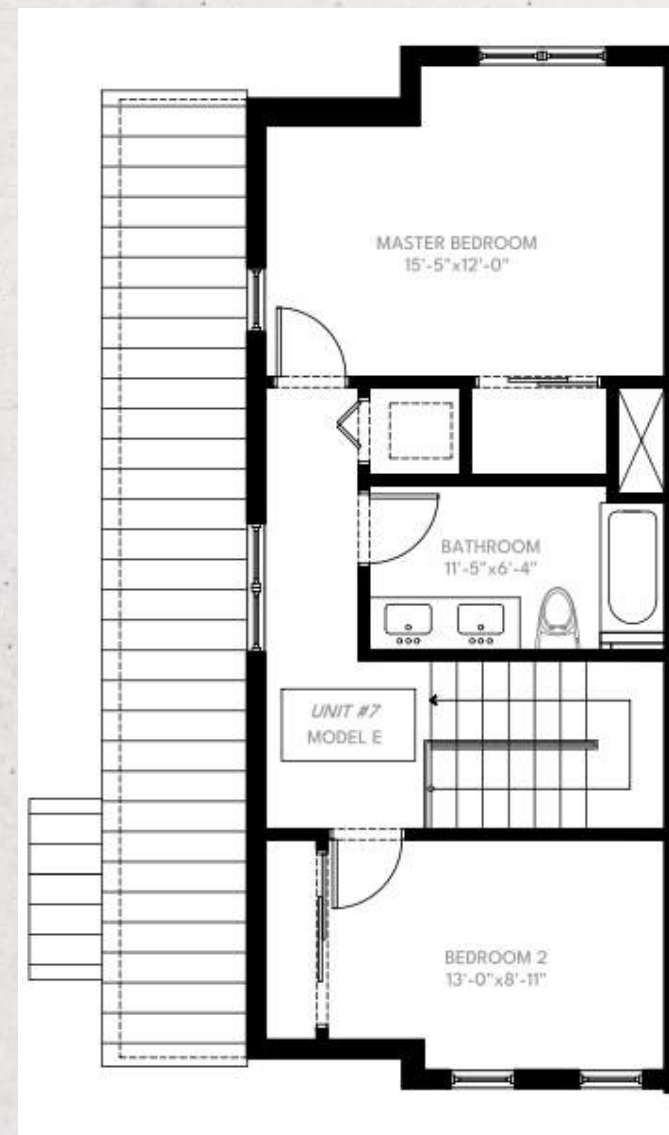 MASTER BEDROOM
15'-5"x12'-0"
BATHROOM
11'-5"x6'-4"
UNIT #7
MODEL E
BEDROOM 2
13'-0"x8'-11"